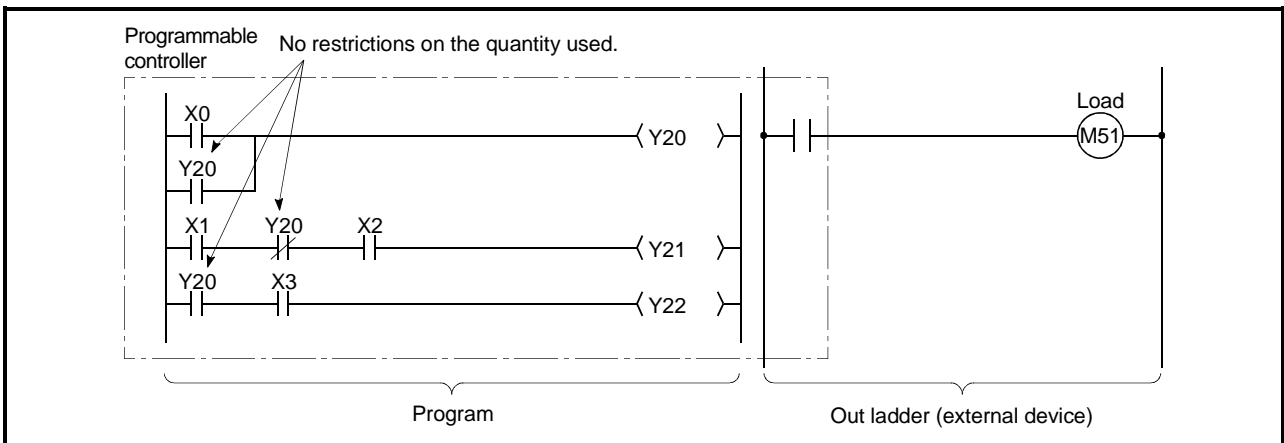 Programmable
controller
No restrictions on the quantity used.
X0
Y20
Y20
X1
Y20
X2
Y21
Y20
X3
Y22
Load
M51
Program
Out ladder (external device)